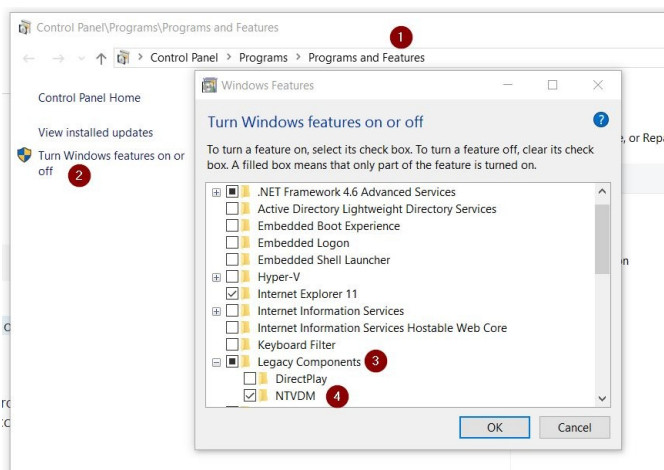 Control Panel\Programs\Programs and Features
1
Control Panel > Programs > Programs and Features
Control Panel Home
View installed updates
Turn Windows features on or
off
2
Windows Features
Turn Windows features on or off
?
To turn a feature on, select its check box. To turn a feature off, clear its check
box. A filled box means that only part of the feature is turned on.
.NET Framework 4.6 Advanced Services
Active Directory Lightweight Directory Services
Embedded Boot Experience
Embedded Logon
Embedded Shell Launcher
Hyper-V
Internet Explorer 11
Internet Information Services
Internet Information Services Hostable Web Core
Keyboard Filter
Legacy Components
3
DirectPlay
NTVDM
4
OK
Cancel
e, or Repa